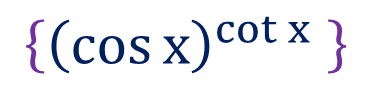 {(cos x)^{cot x} }